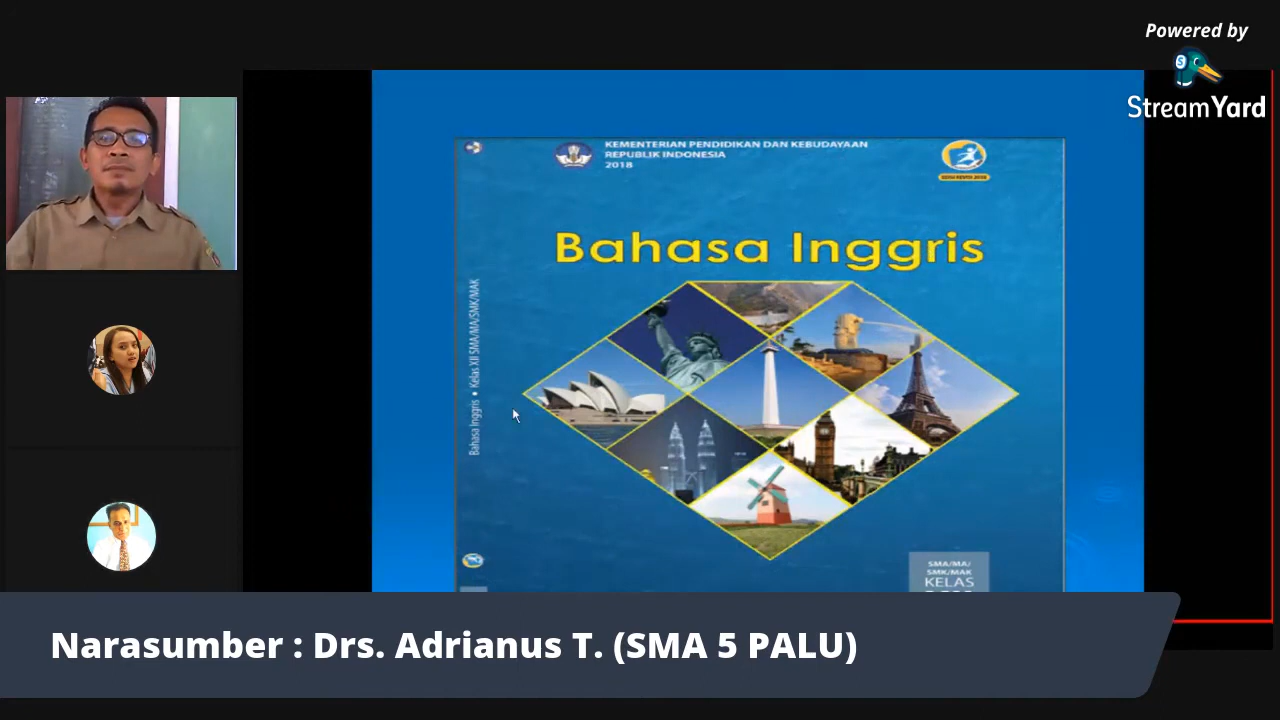 Powered by
StreamYard
KEMENTERIAN PENDIDIKAN DAN KEBUDAYAAN
REPUBLIK INDONESIA
2018
Bahasa Inggris
Bahasa Inggris • Kelas XII SMA/MA/SMK/MAK
SMA/MA/
SMK/MAK
KELAS
Narasumber : Drs. Adrianus T. (SMA 5 PALU)